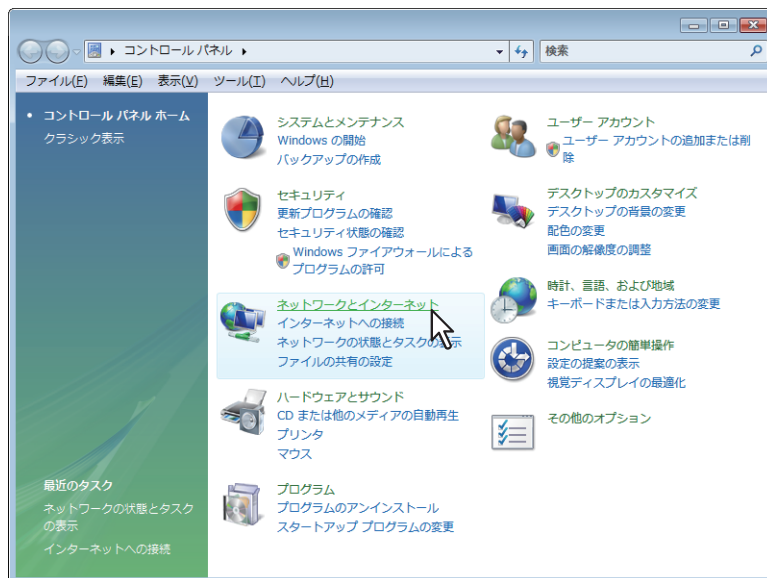 コントロール パネル
検索
ファイル(F) 編集(E) 表示(V) ツール(T) ヘルプ(H)
コントロール パネル ホーム
クラシック表示
最近のタスク
ネットワークの状態とタスク
の表示
インターネットへの接続
システムとメンテナンス
Windows の開始
バックアップの作成
セキュリティ
更新プログラムの確認
セキュリティ状態の確認
Windows ファイアウォールによる
プログラムの許可
ネットワークとインターネット
インターネットへの接続
ネットワークの状態とタスクの表示
ファイルの共有の設定
ハードウェアとサウンド
CD または他のメディアの自動再生
プリンタ
マウス
プログラム
プログラムのアンインストール
スタートアップ プログラムの変更
ユーザー アカウント
ユーザー アカウントの追加または削
除
デスクトップのカスタマイズ
デスクトップの背景の変更
配色の変更
画面の解像度の調整
時計、言語、および地域
キーボードまたは入力方法の変更
コンピュータの簡単操作
設定の提案の表示
視覚ディスプレイの最適化
その他のオプション